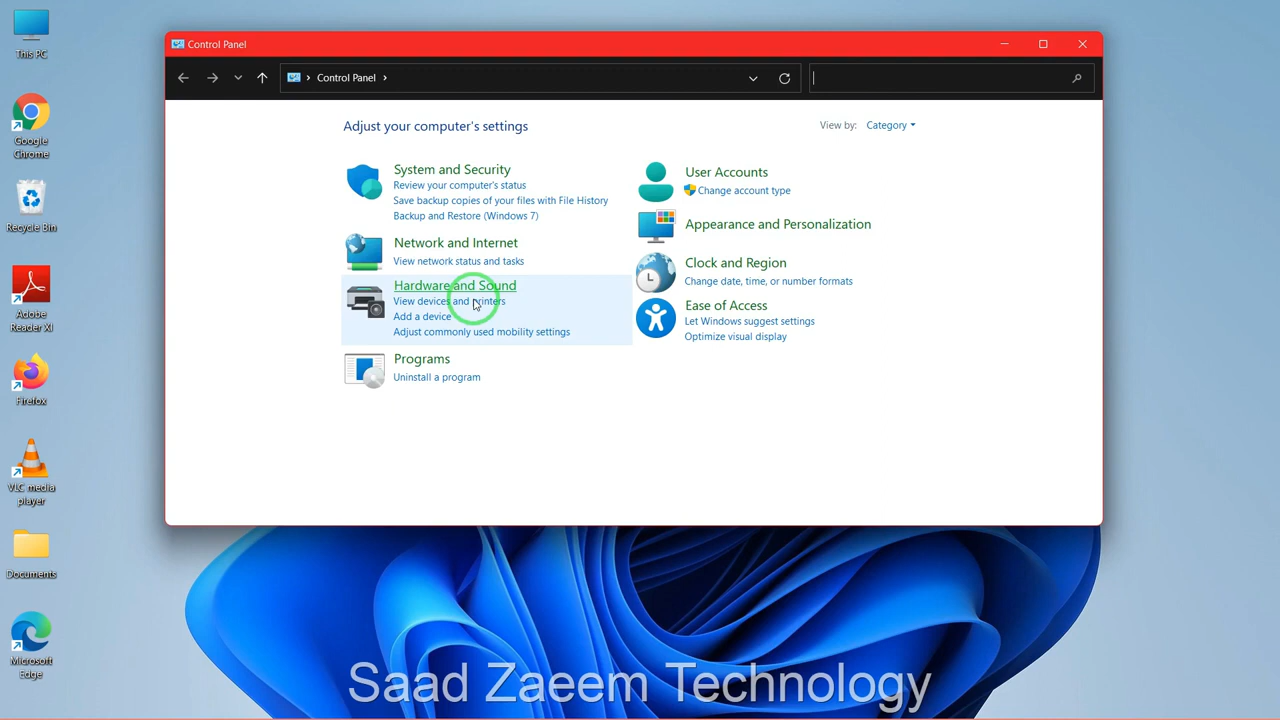 This PC
Google
Chrome
Recycle Bin
Adobe
Reader XI
Firefox
VLC media
player
Documents
Microsoft
Edge
Control Panel
Control Panel
Adjust your computer's settings
View by: Category
System and Security
Review your computer's status
Save backup copies of your files with File History
Backup and Restore (Windows 7)
Network and Internet
View network status and tasks
Hardware and Sound
View devices and printers
Add a device
Adjust commonly used mobility settings
Programs
Uninstall a program
User Accounts
Change account type
Appearance and Personalization
Clock and Region
Change date, time, or number formats
Ease of Access
Let Windows suggest settings
Optimize visual display
Saad Zaeem Technology